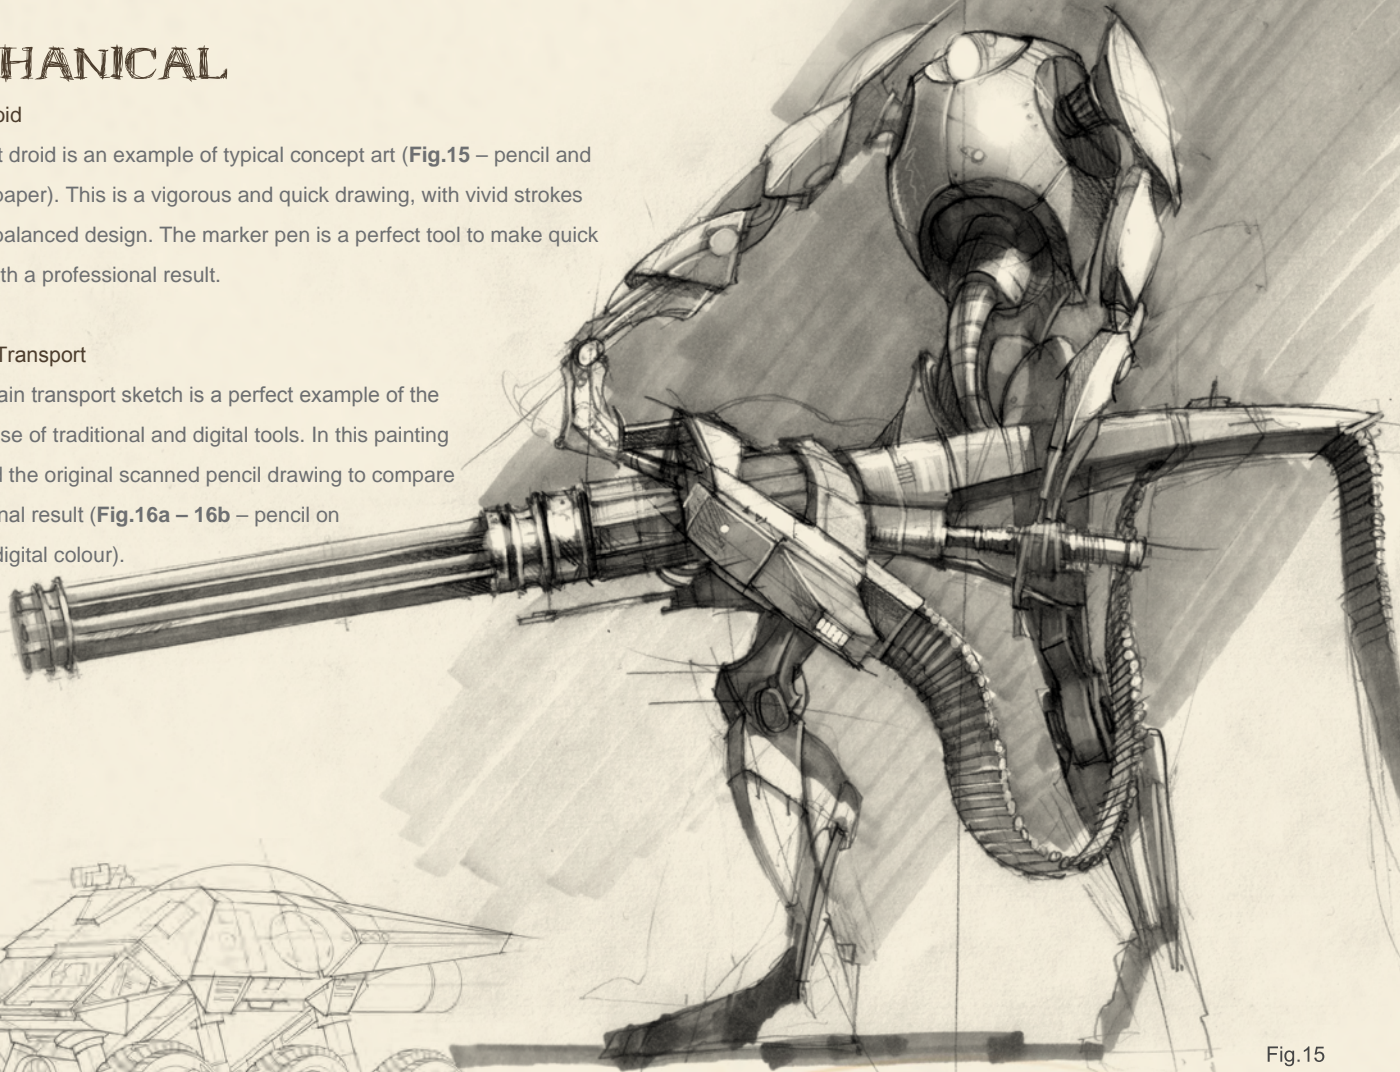 HANICAL
oid
t droid is an example of typical concept art (Fig.15 – pencil and
paper). This is a vigorous and quick drawing, with vivid strokes
balanced design. The marker pen is a perfect tool to make quick
th a professional result.
Transport
ain transport sketch is a perfect example of the
se of traditional and digital tools. In this painting
l the original scanned pencil drawing to compare
nal result (Fig.16a – 16b – pencil on
digital colour).
Fig.15